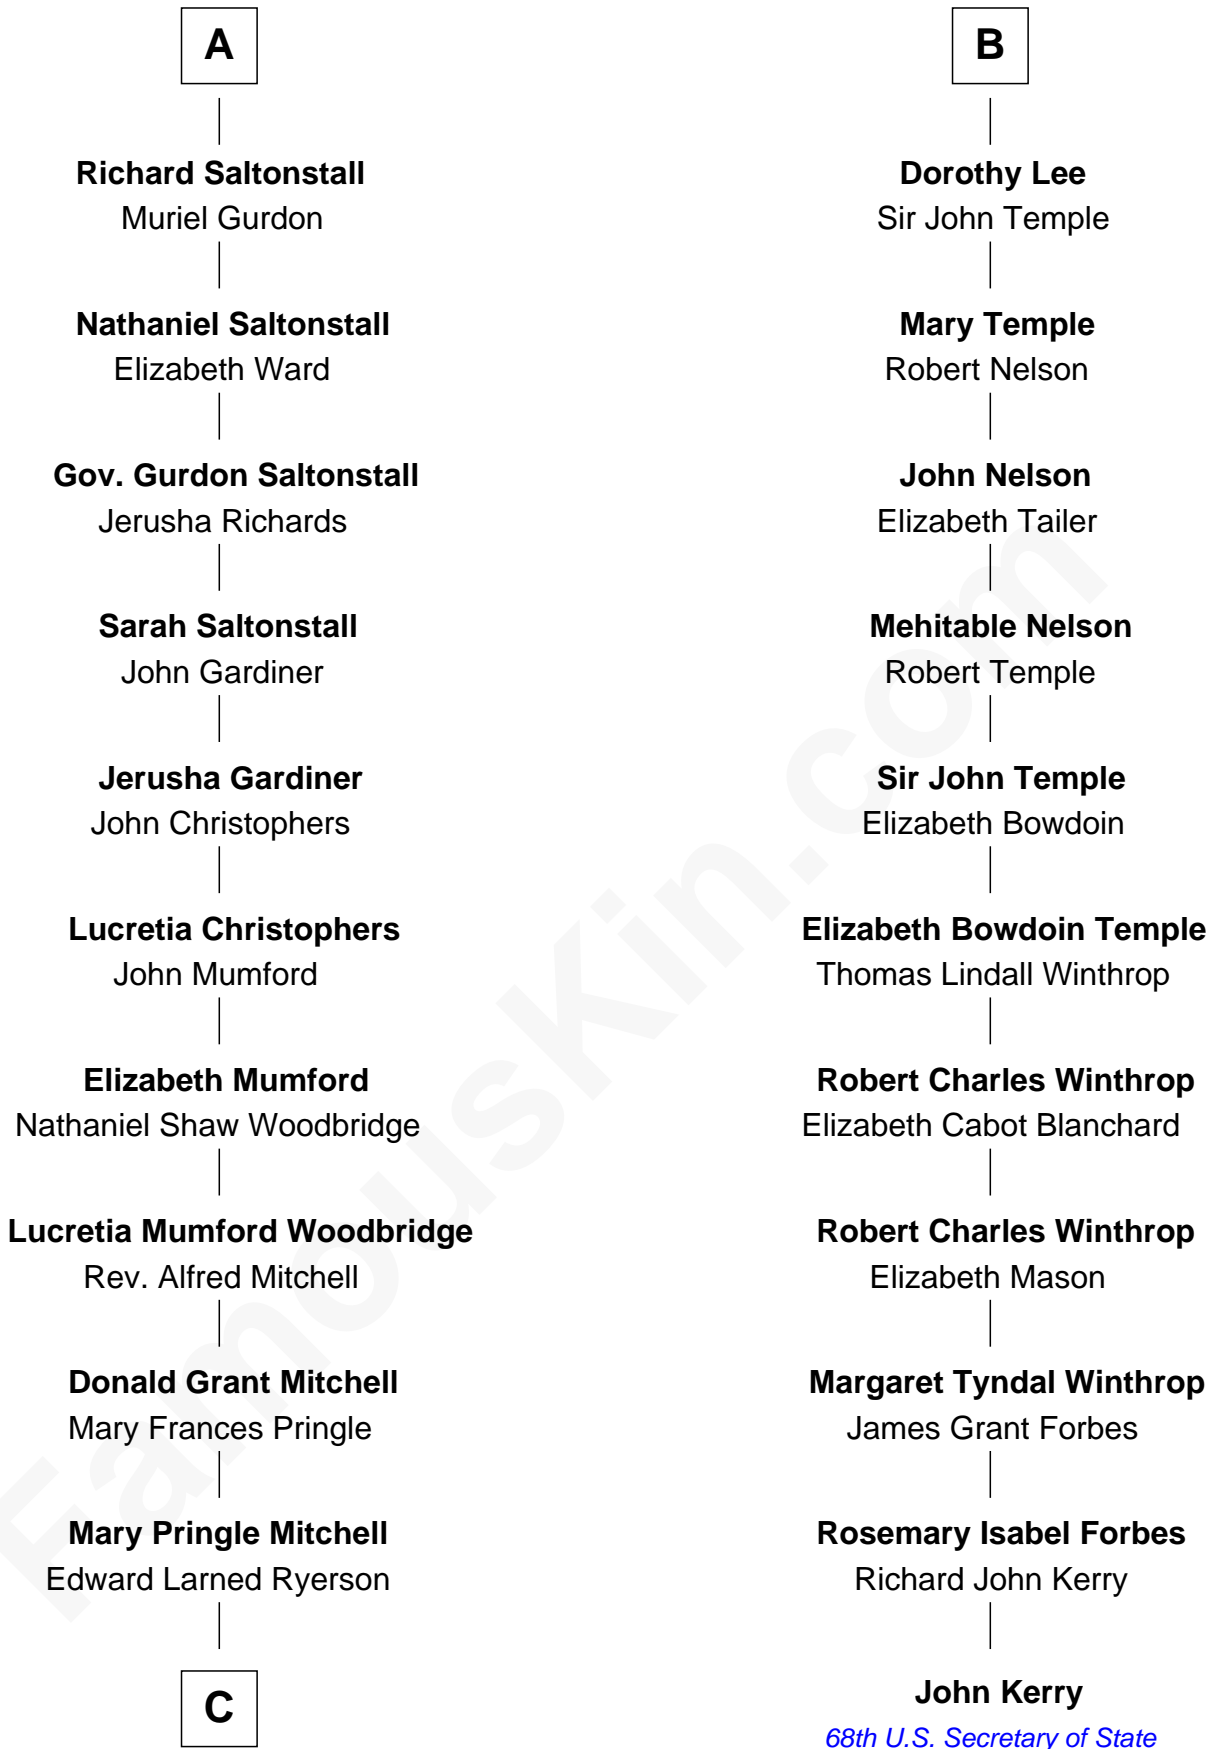 A
Richard Saltonstall
Muriel Gurdon
Nathaniel Saltonstall
Elizabeth Ward
Gov. Gurdon Saltonstall
Jerusha Richards
Sarah Saltonstall
John Gardiner
Jerusha Gardiner
John Christophers
Lucretia Christophers
John Mumford
Elizabeth Mumford
Nathaniel Shaw Woodbridge
Lucretia Mumford Woodbridge
Rev. Alfred Mitchell
Donald Grant Mitchell
Mary Frances Pringle
Mary Pringle Mitchell
Edward Larned Ryerson
C
B
Dorothy Lee
Sir John Temple
Mary Temple
Robert Nelson
John Nelson
Elizabeth Tailer
Mehitable Nelson
Robert Temple
Sir John Temple
Elizabeth Bowdoin
Elizabeth Bowdoin Temple
Thomas Lindall Winthrop
Robert Charles Winthrop
Elizabeth Cabot Blanchard
Robert Charles Winthrop
Elizabeth Mason
Margaret Tyndal Winthrop
James Grant Forbes
Rosemary Isabel Forbes
Richard John Kerry
John Kerry
68th U.S. Secretary of State
FamousKin.com